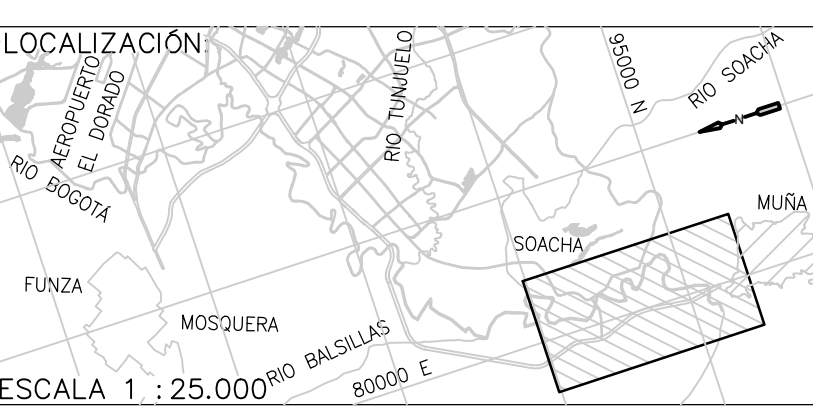 LOCALIZACIÓN:
AEROPUERTO
EL DORADO
RIO BOGOTÁ
RIO TUNJUELO
95000 N
RIO SOACHA
N
MUÑA
SOACHA
FUNZA
MOSQUERA
RIO BALSILLAS
80000 E
ESCALA 1 : 25.000